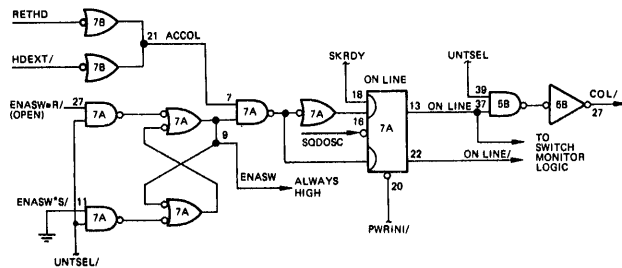 RETHD
7B
21 ACCOL
HDEXT/
7B
SKRDY
ON LINE
UNTSEL
ENASW*R/
(OPEN)
27
7A
7A
7
7A
7A
18
16
7A
13 ON LINE
39
37
6B
6B
COL/
27
9
SQDOSC
TO
SWITCH
MONITOR
LOGIC
ENASW
ALWAYS
HIGH
22 ON LINE/
20
ENASW*S/
11
7A
7A
PWRINI/
UNTSEL/